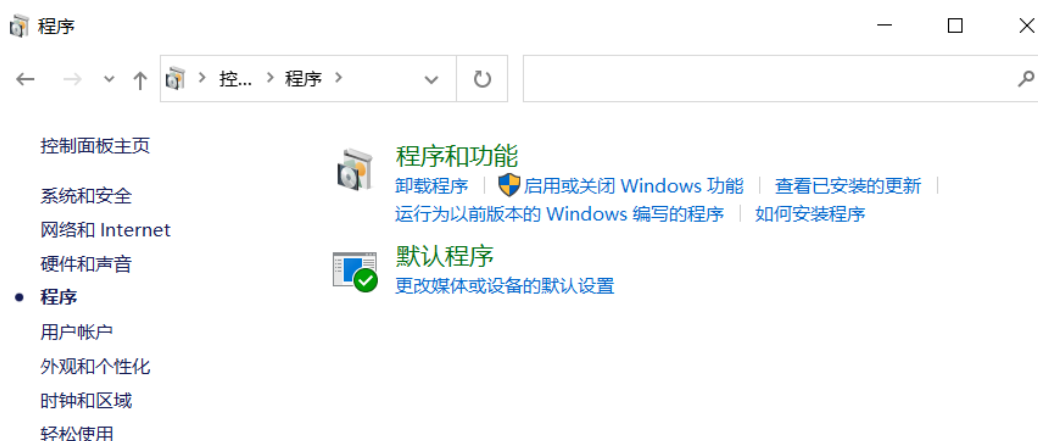 程序
控... 程序
控制面板主页
系统和安全
网络和 Internet
硬件和声音
程序
用户帐户
外观和个性化
时钟和区域
轻松使用
程序和功能
卸载程序 启用或关闭 Windows 功能 查看已安装的更新
运行为以前版本的 Windows 编写的程序 如何安装程序
默认程序
更改媒体或设备的默认设置